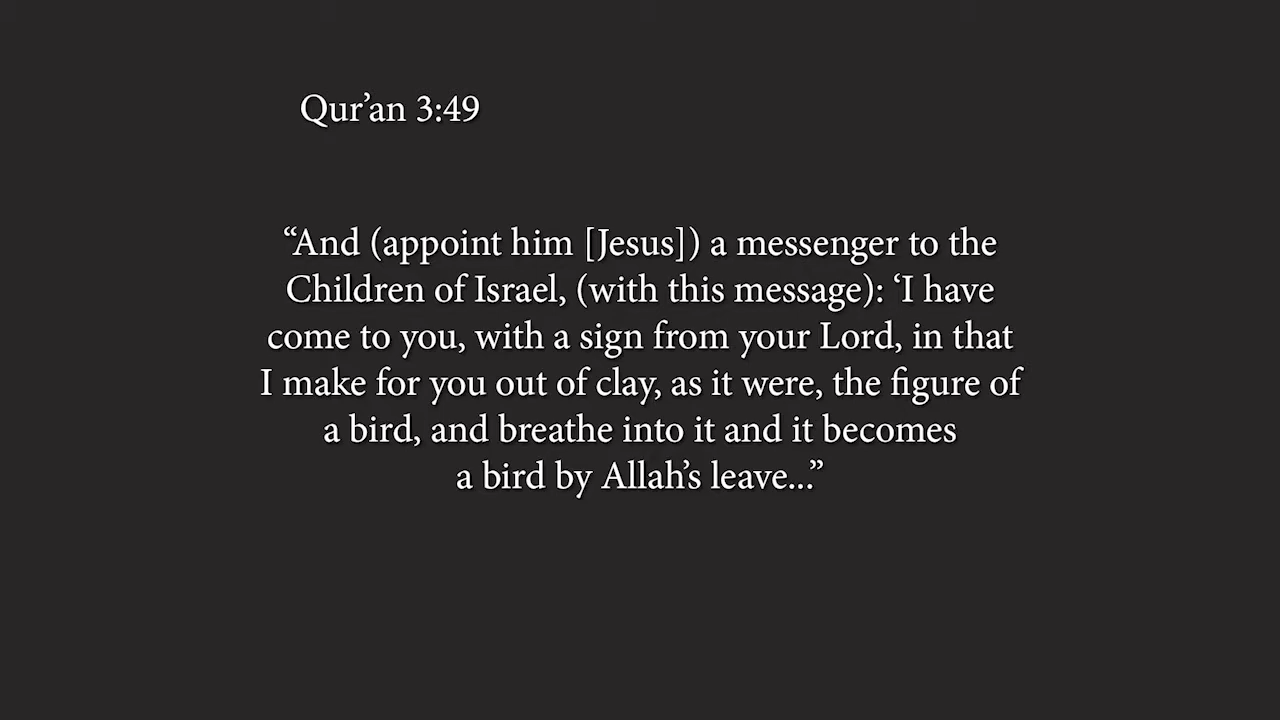 Qur’an 3:49
“And (appoint him [Jesus]) a messenger to the
Children of Israel, (with this message): ‘I have
come to you, with a sign from your Lord, in that
I make for you out of clay, as it were, the figure of
a bird, and breathe into it and it becomes
a bird by Allah’s leave...”